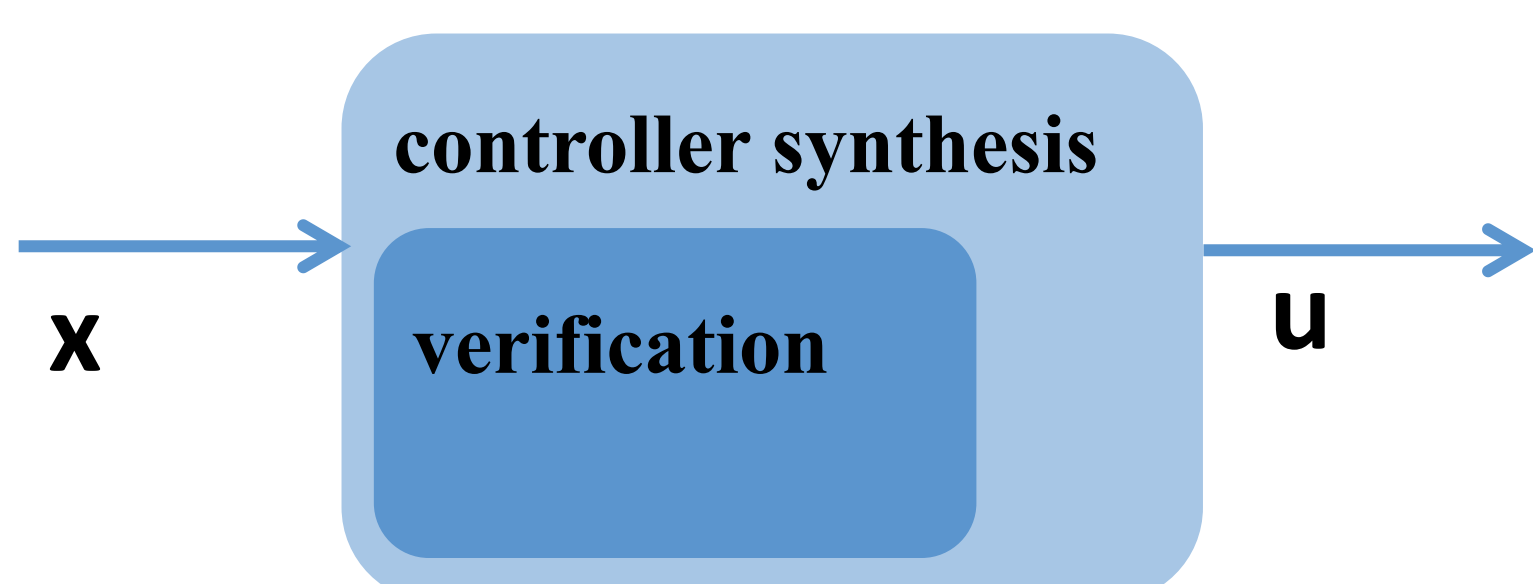 controller synthesis
verification
x
u